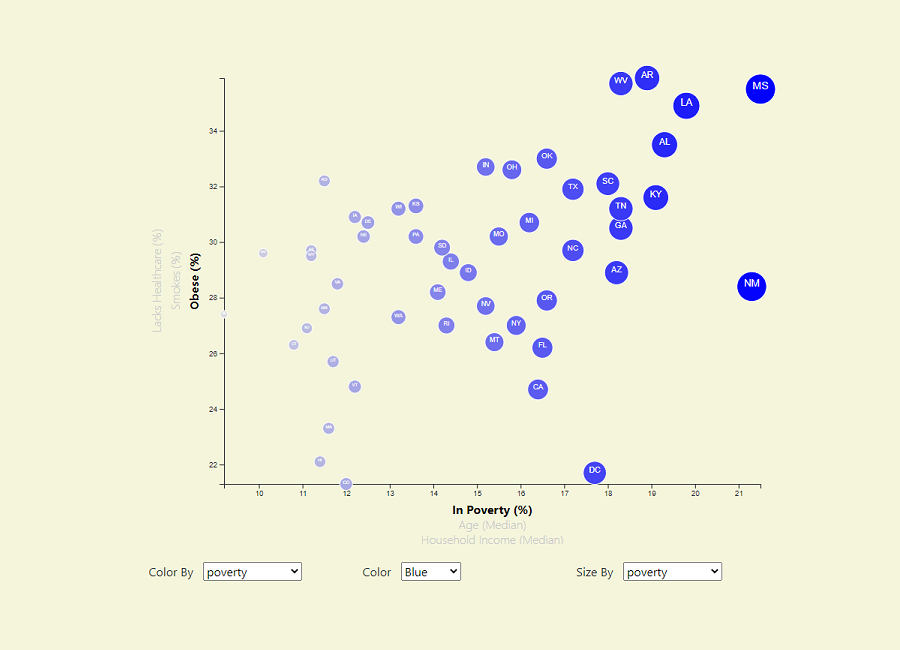 WV
AR
MS
LA
34
AL
OK
IN
OH
32
SC
TX
KY
KS
TN
MI
GA
30
MO
PA
SD
NC
IL
ID
AZ
NM
ME
28
OR
NV
WA
RI
NY
MT
FL
26
CA
24
22
DC
10
11
12
13
14
15
16
17
18
19
20
21
Lacks Healthcare (%)
Smokes (%)
Obese (%)
In Poverty (%)
Age (Median)
Household Income (Median)
Color By
poverty
Color
Blue
Size By
poverty